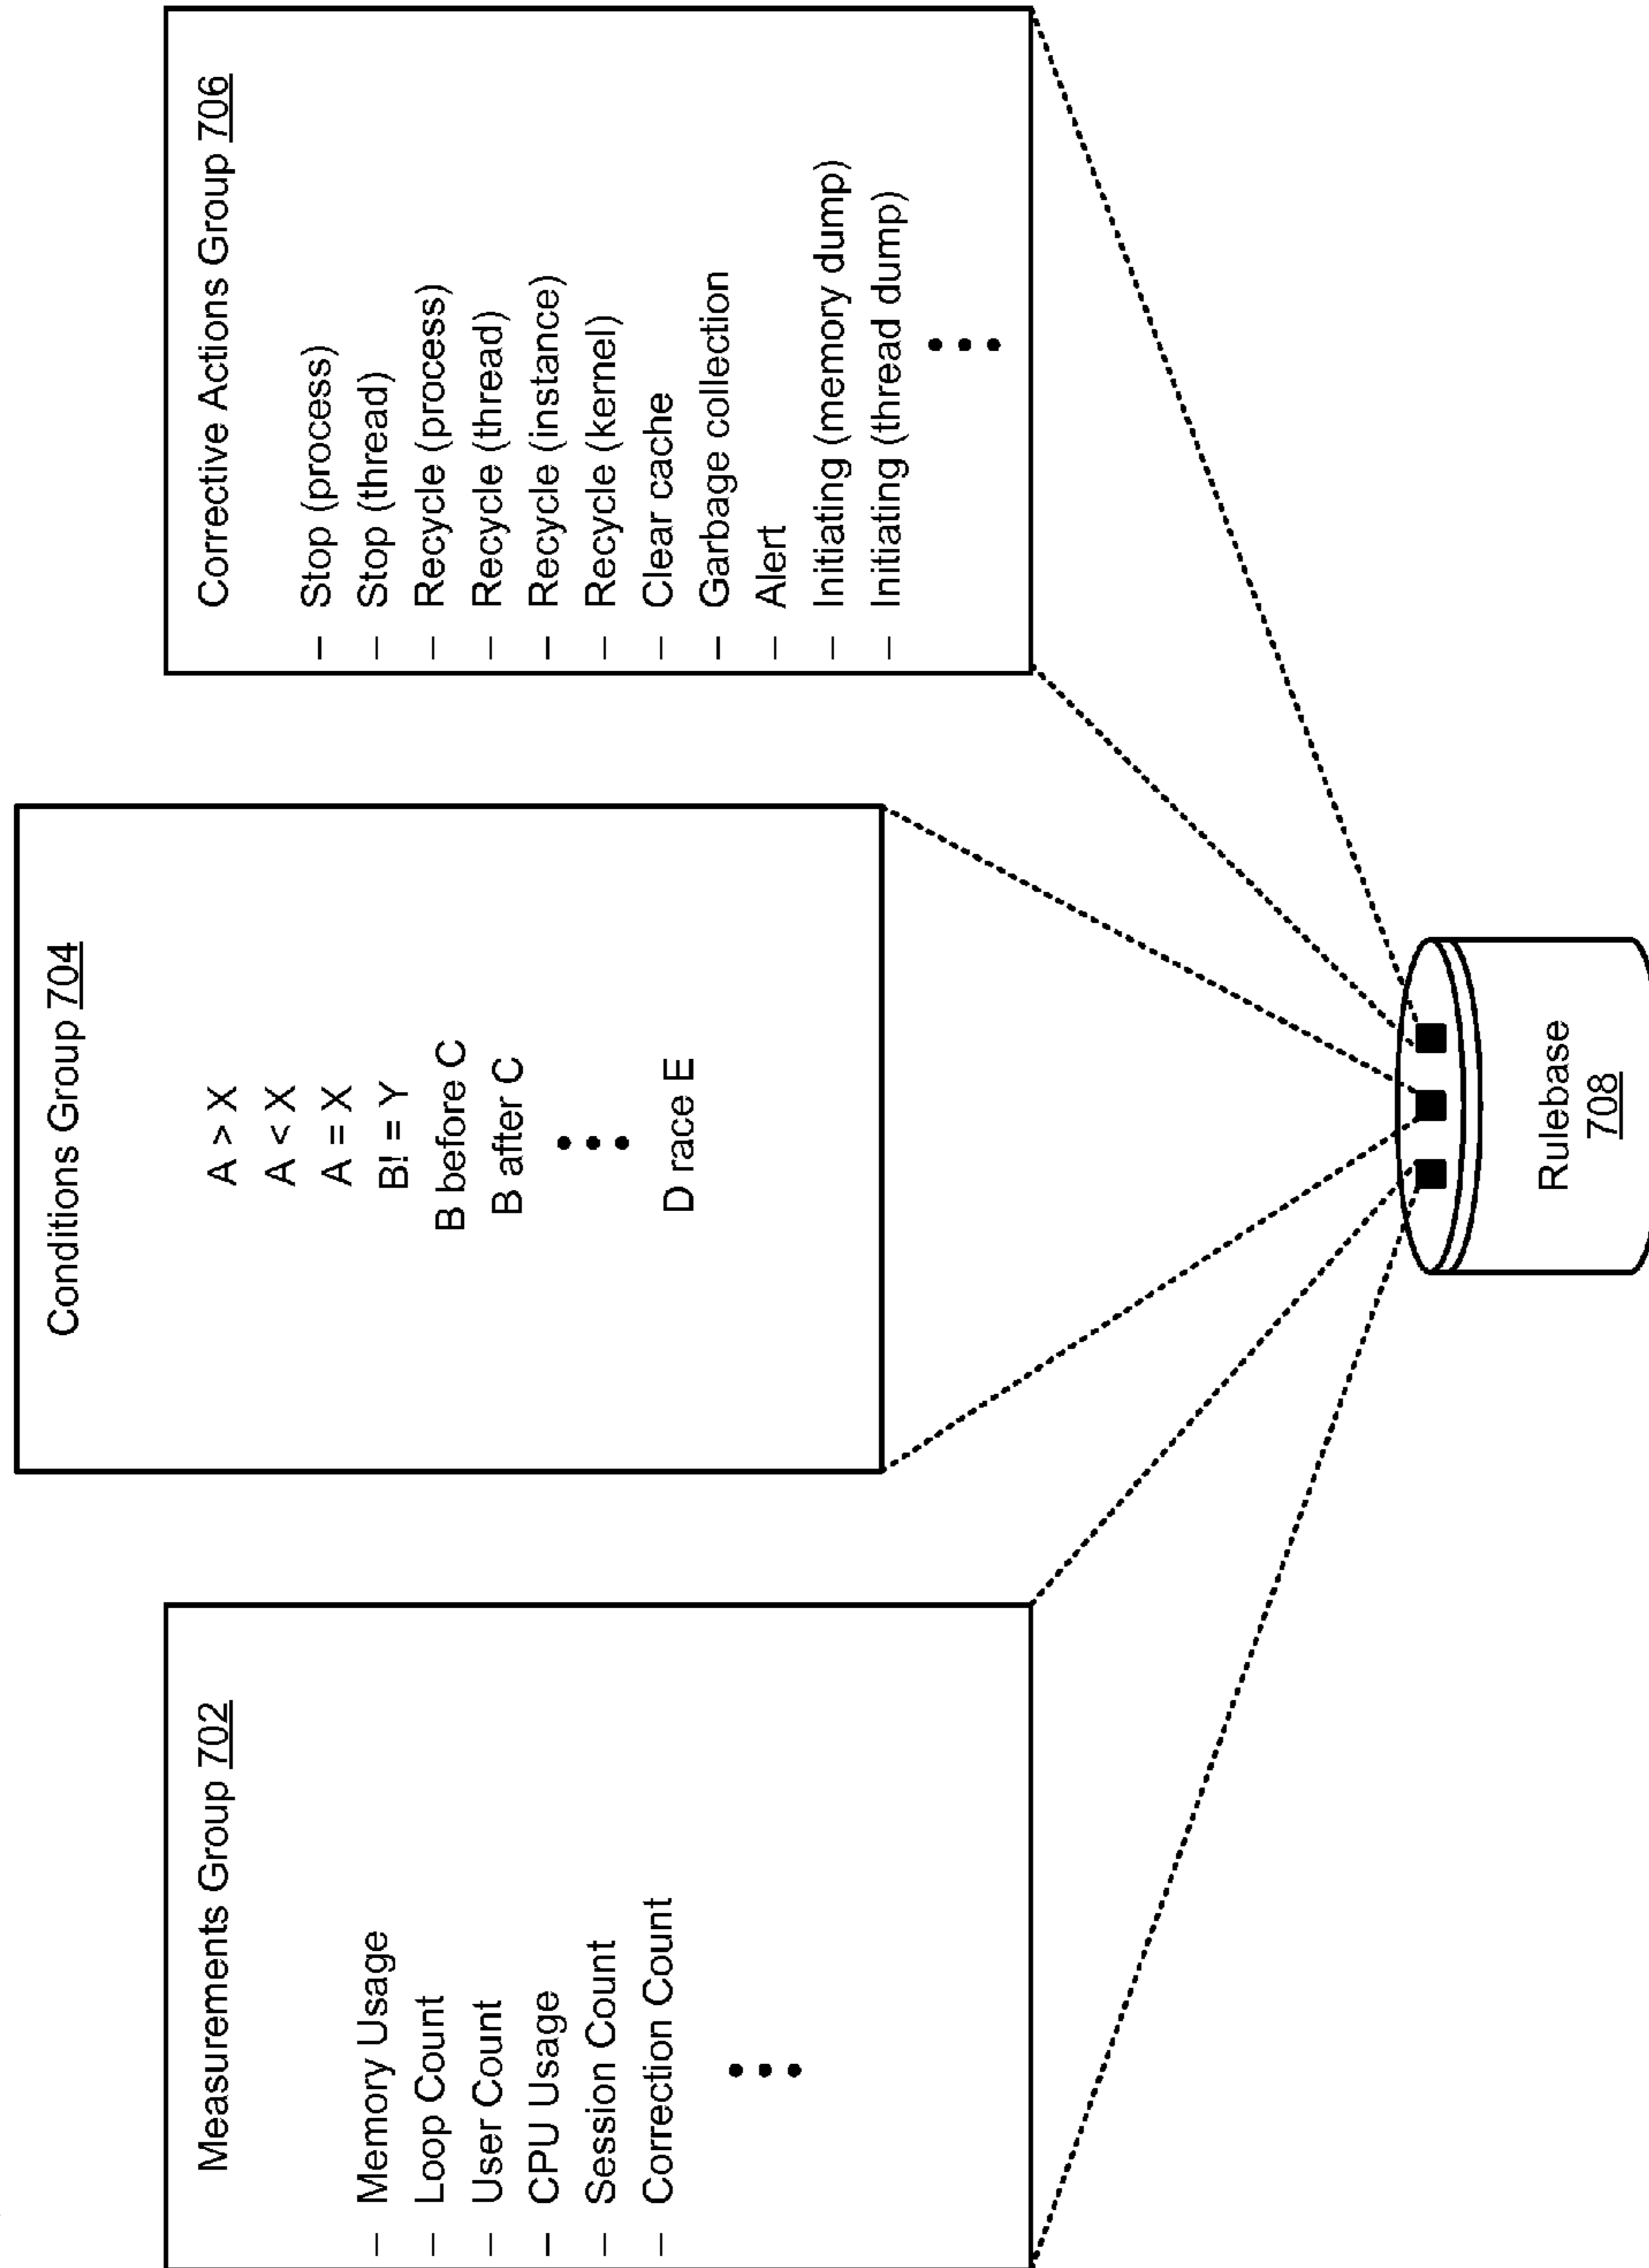 Measurements Group 702
– Memory Usage
– Loop Count
– User Count
– CPU Usage
– Session Count
– Correction Count
Conditions Group 704
A > X
A < X
A = X
B! = Y
B before C
B after C
D race E
Corrective Actions Group 706
– Stop (process)
– Stop (thread)
– Recycle (process)
– Recycle (thread)
– Recycle (instance)
– Recycle (kernel)
– Clear cache
– Garbage collection
– Alert
– Initiating (memory dump)
– Initiating (thread dump)
Rulebase
708